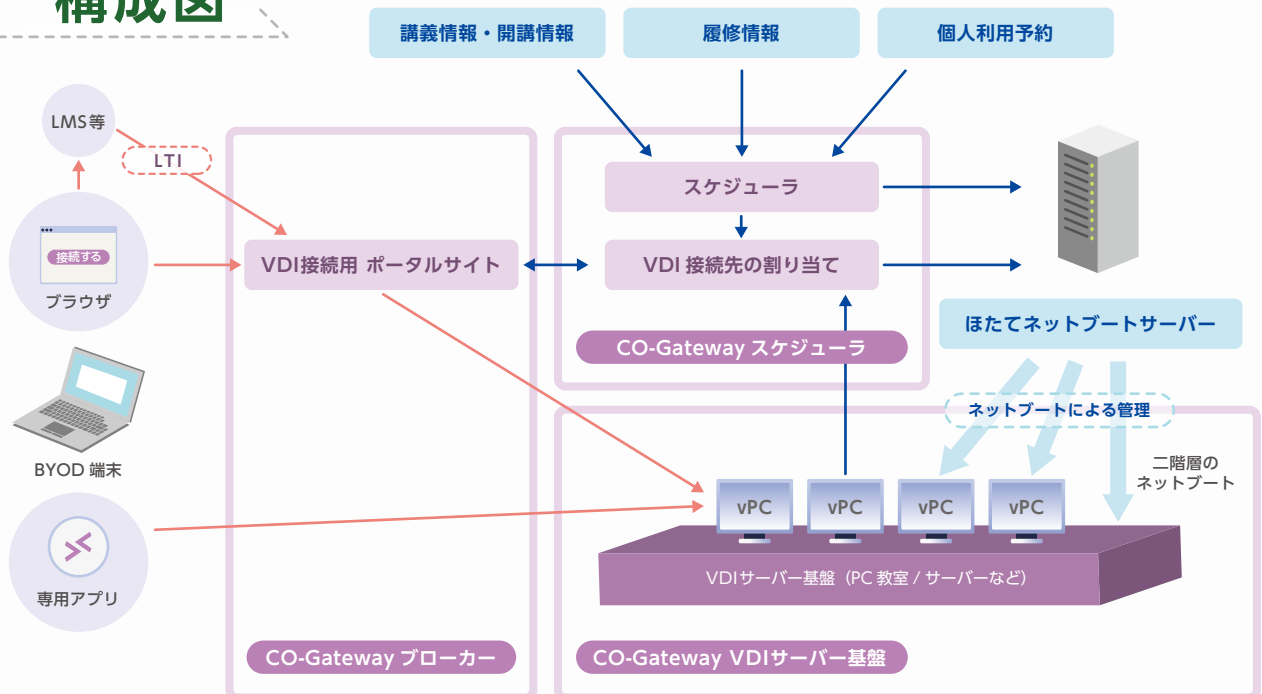 構成図
講義情報・開講情報
履修情報
個人利用予約
LMS等
LTI
スケジューラ
接続する
ブラウザ
VDI接続用 ポータルサイト
VDI 接続先の割り当て
ほたてネットブートサーバー
CO-Gateway スケジューラ
ネットブートによる管理
BYOD 端末
二階層の
ネットブート
vPC
vPC
vPC
vPC
専用アプリ
VDIサーバー基盤（PC 教室 / サーバーなど）
CO-Gateway ブローカー
CO-Gateway VDIサーバー基盤